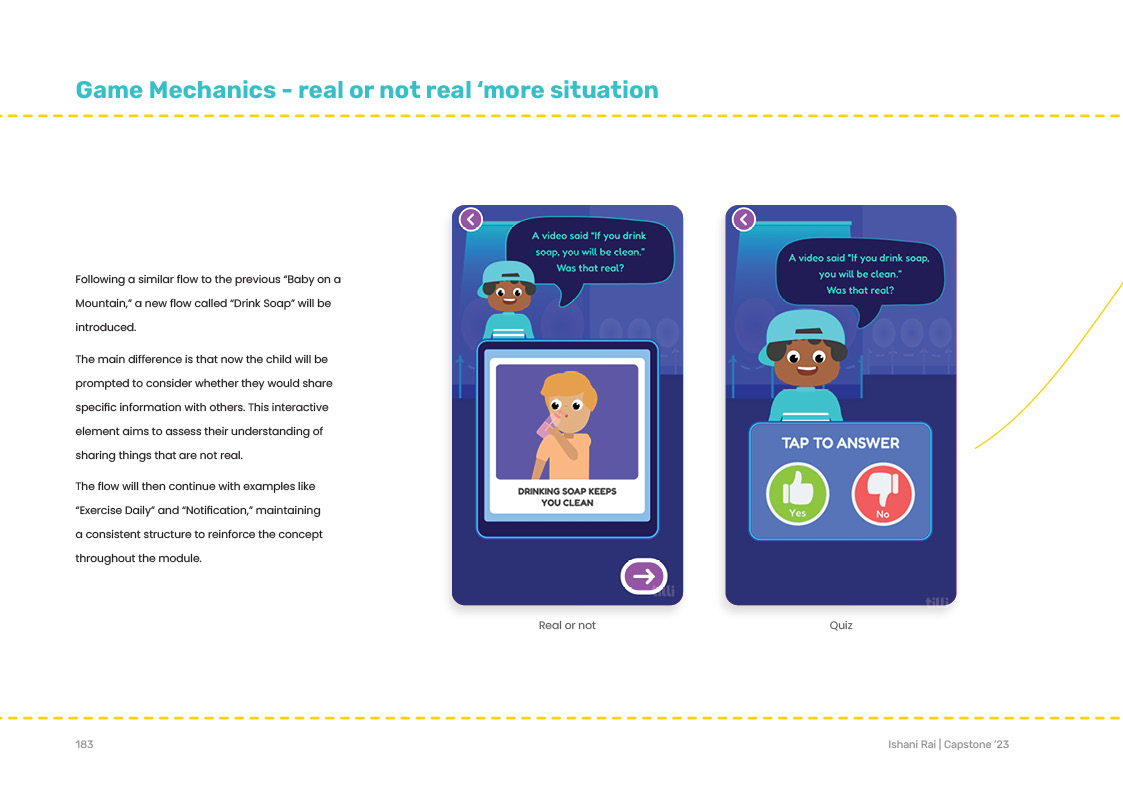 Game Mechanics - real or not real ‘more situation
Following a similar flow to the previous “Baby on a
Mountain,” a new flow called “Drink Soap” will be
introduced.
The main difference is that now the child will be
prompted to consider whether they would share
specific information with others. This interactive
element aims to assess their understanding of
sharing things that are not real.
The flow will then continue with examples like
“Exercise Daily” and “Notification,” maintaining
a consistent structure to reinforce the concept
throughout the module.
A video said "If you drink
soap, you will be clean."
Was that real?
DRINKING SOAP KEEPS
YOU CLEAN
tilli
Real or not
A video said "If you drink soap,
you will be clean."
Was that real?
TAP TO ANSWER
Yes
No
tilli
Quiz
183
Ishani Rai | Capstone ’23